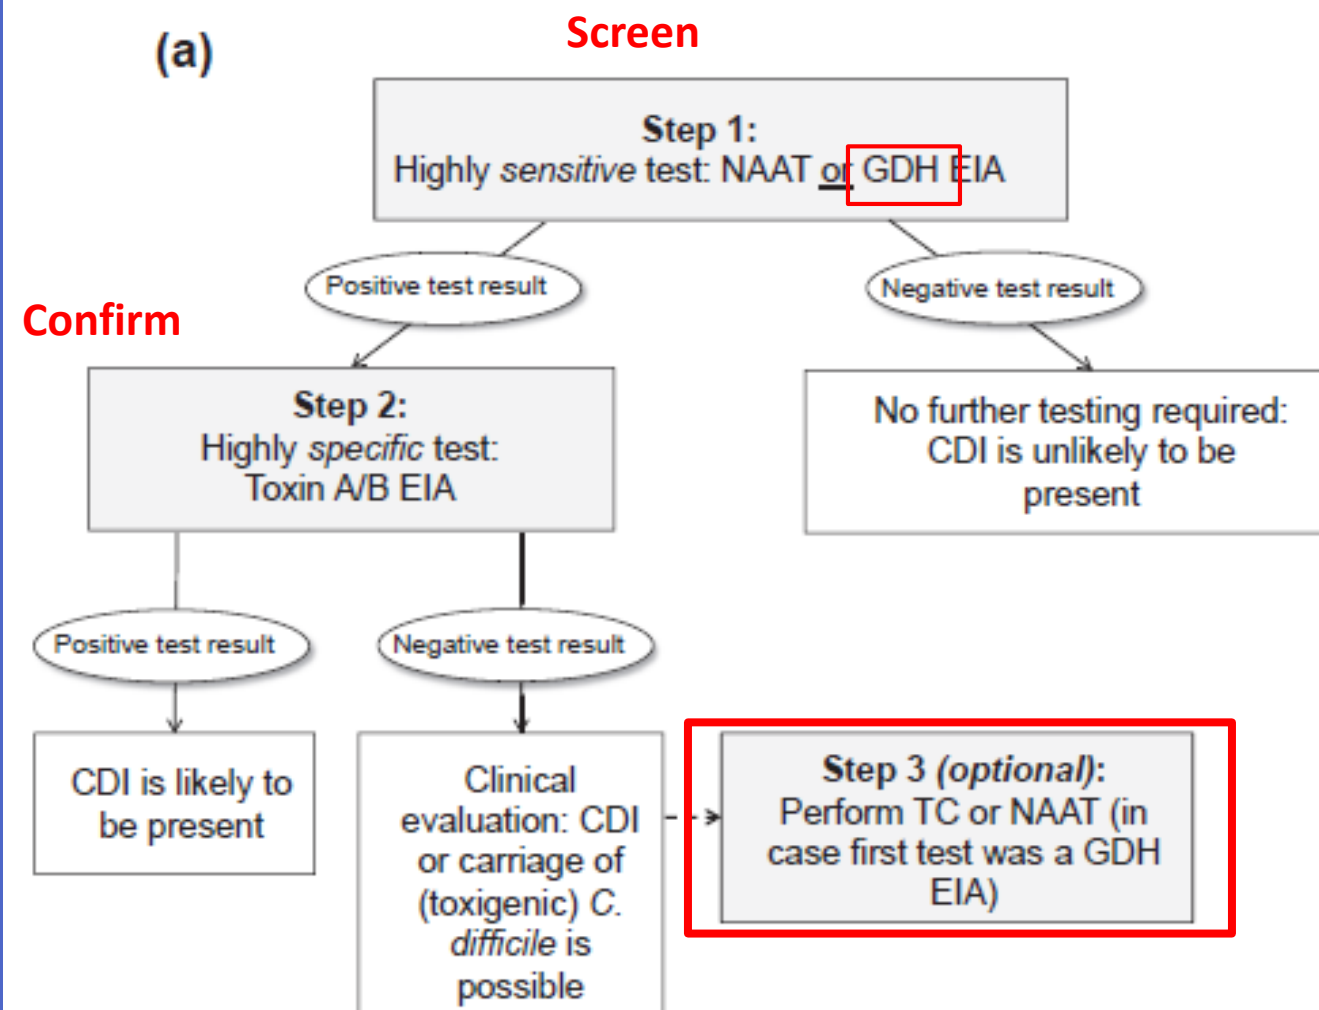 (a)
Screen
Step 1:
Highly sensitive test: NAAT or GDH EIA
Positive test result
Negative test result
Confirm
Step 2:
Highly specific test:
Toxin A/B EIA
No further testing required:
CDI is unlikely to be
present
Positive test result
Negative test result
CDI is likely to
be present
Clinical
evaluation: CDI
or carriage of
(toxigenic) C.
difficile is
possible
Step 3 (optional):
Perform TC or NAAT (in
case first test was a GDH
EIA)